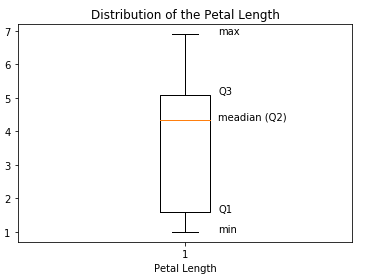 Distribution of the Petal Length
7
max
6
5
Q3
meadian (Q2)
4
3
2
Q1
1
min
1
Petal Length